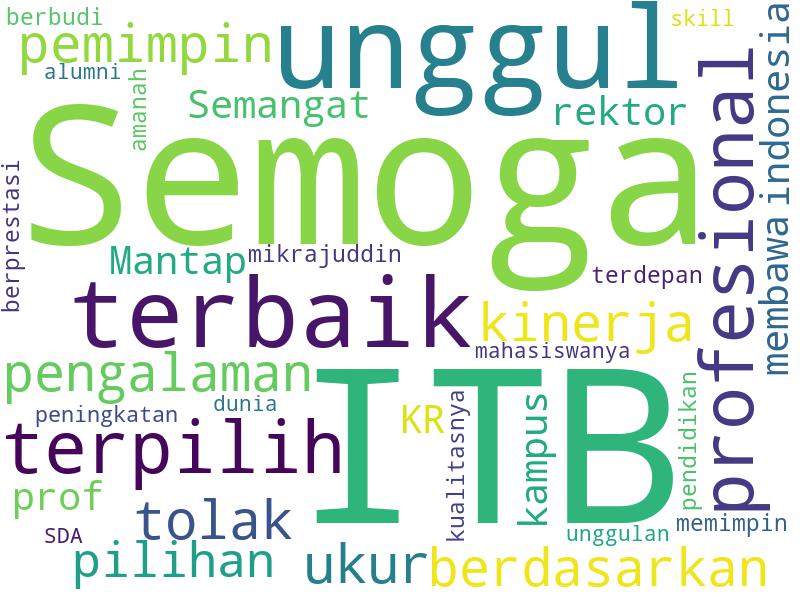 berbudi
pemimpin
unggul
skill
indonesia
alumni
amanah
Semangat
rektor
profesional
Semoga
berprestasi
Mantap
mikrajuddin
terdepan
membawa
terbaik
kinerja
mahasiswanya
pengalaman
ITB
dunia
KR
kualitasnya
kampus
pendidikan
peningkatan
terpilih
prof
tolak
SDA
unggulan
memimpin
pilihan
ukur
berdasarkan